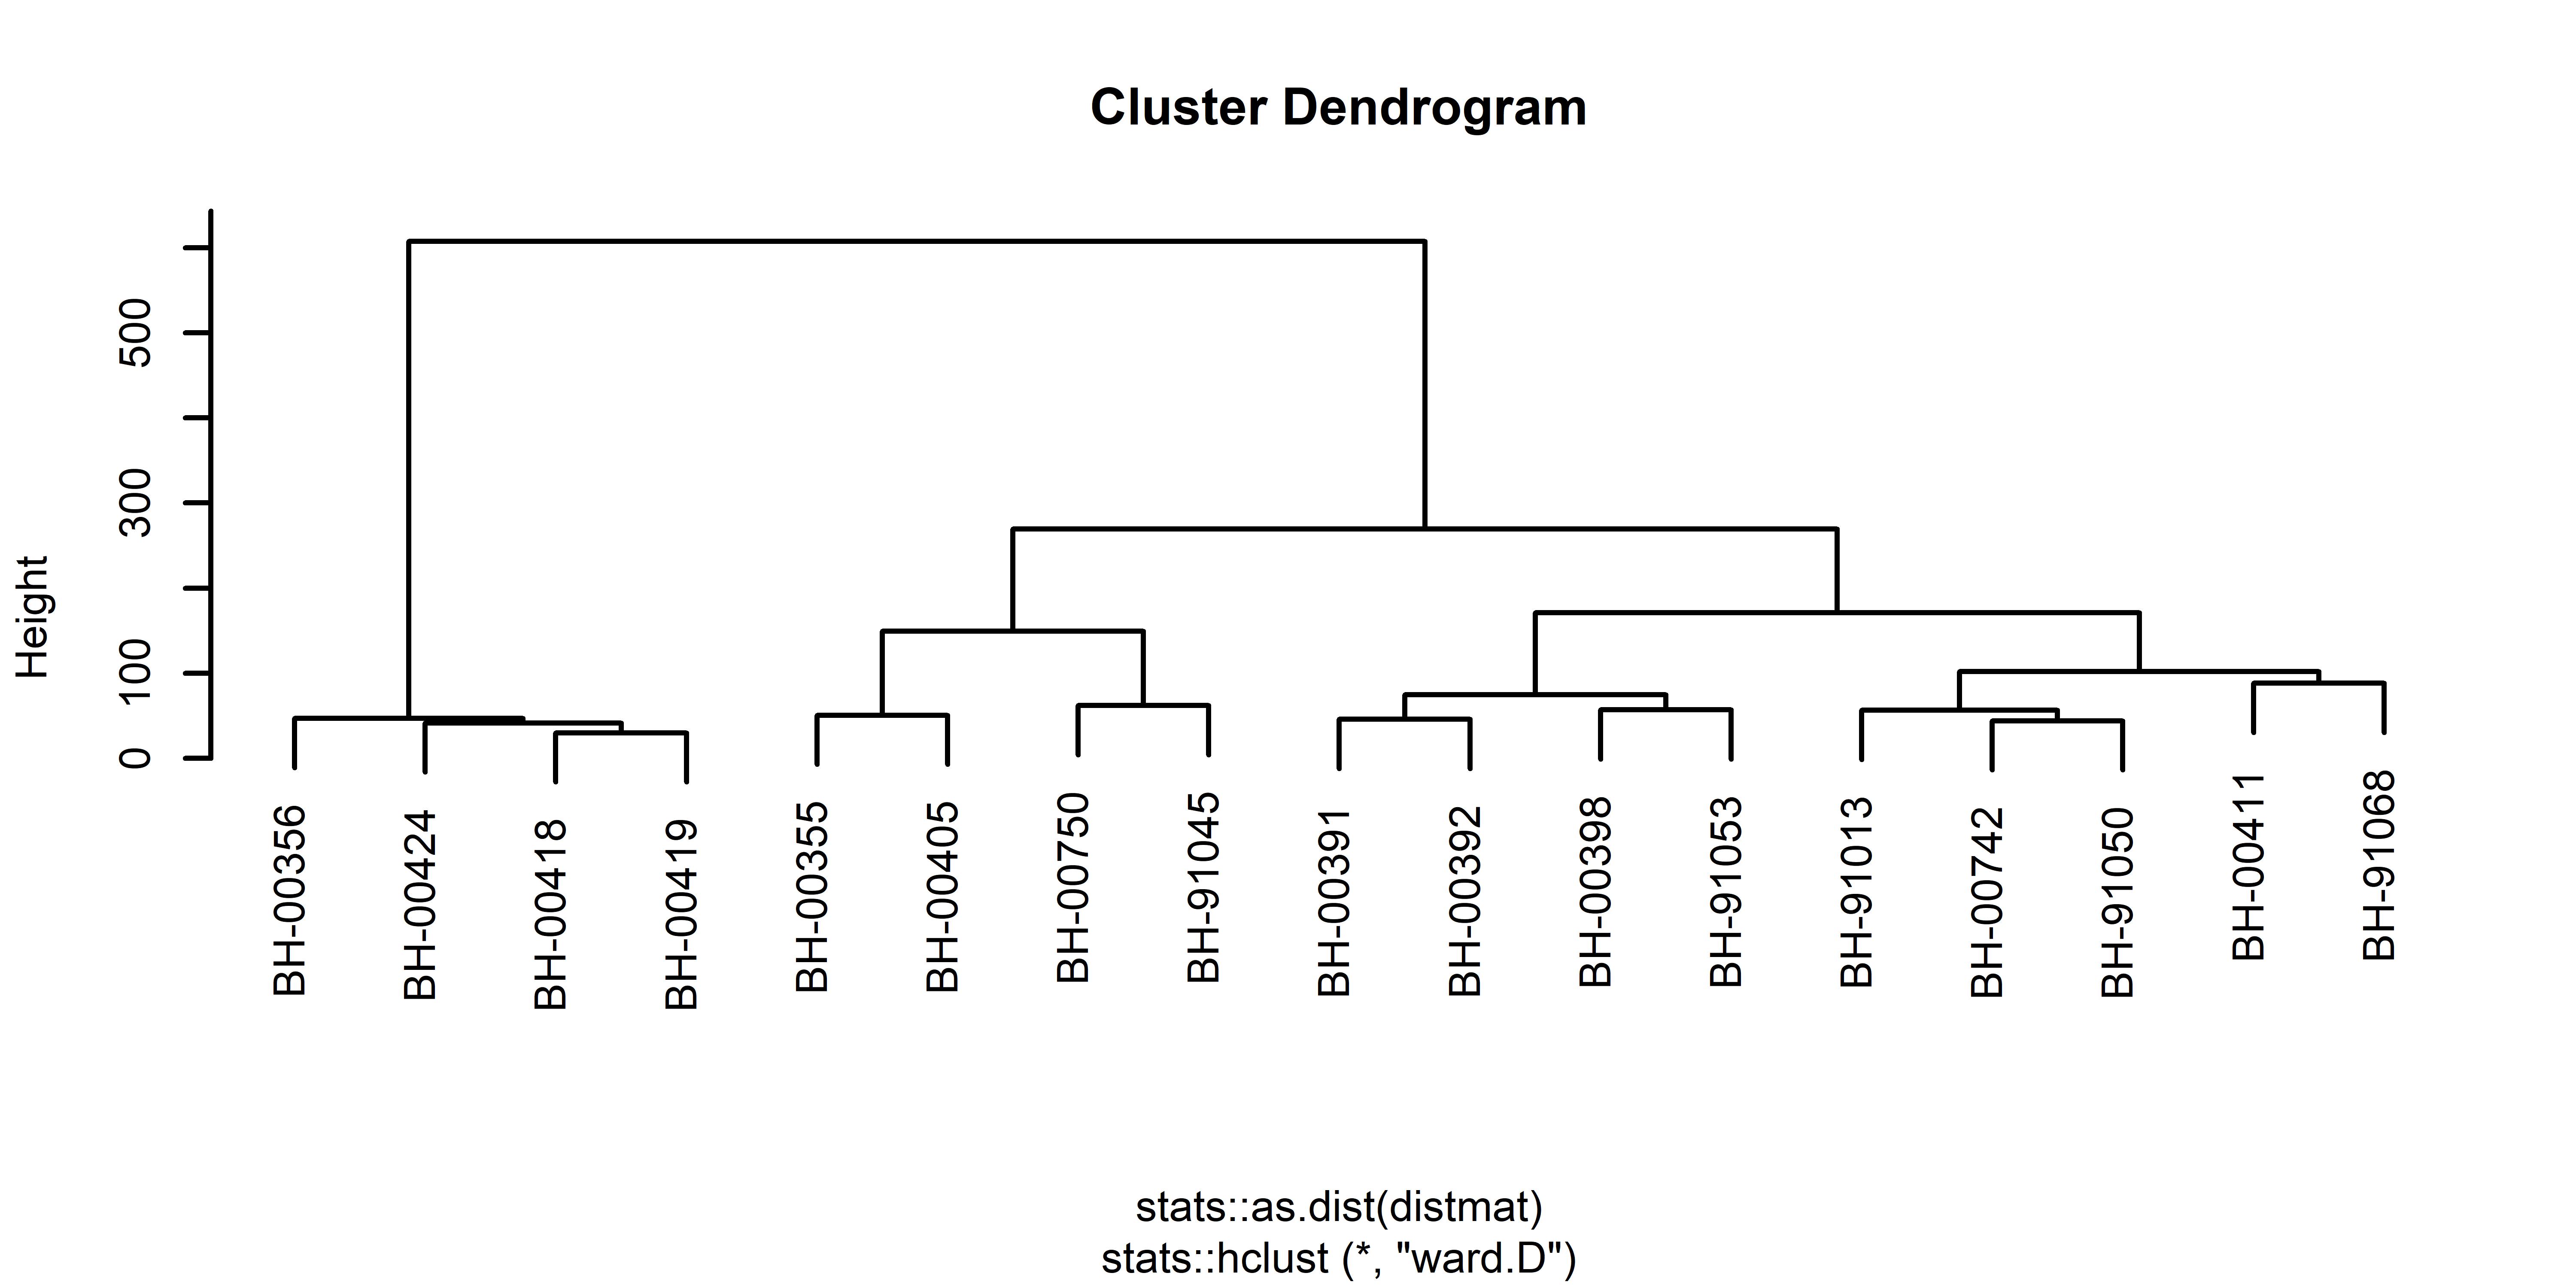 Cluster Dendrogram
Height
0
100
300
500
BH-00356
BH-00424
BH-00418
BH-00419
BH-00355
BH-00405
BH-00750
BH-91045
BH-00391
BH-00392
BH-00398
BH-91053
BH-91013
BH-00742
BH-91050
BH-00411
BH-91068
stats::as.dist(distmat)
stats::hclust (*, "ward.D")